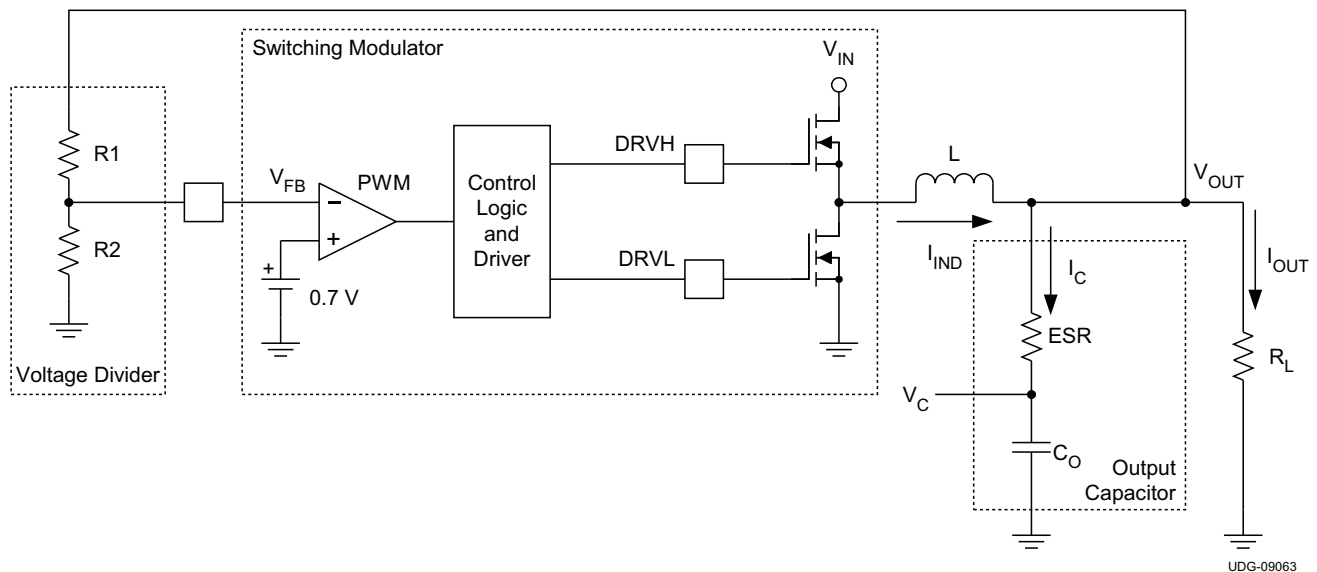 Switching Modulator
V_IN
R1
DRVH
L
V_FB
PWM
Control
Logic
and
Driver
V_OUT
R2
DRVL
I_IND
I_C
I_OUT
+
−
+
0.7 V
ESR
Voltage Divider
R_L
V_C
C_O
Output
Capacitor
UDG-09063